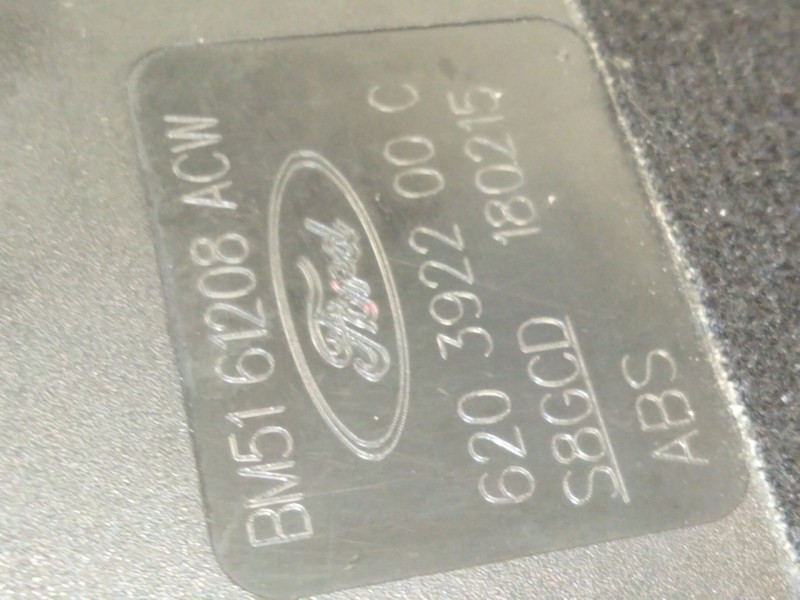 BM51 61208 ACW
Ford
620 3922 00 C
S8GCD 180215
ABS